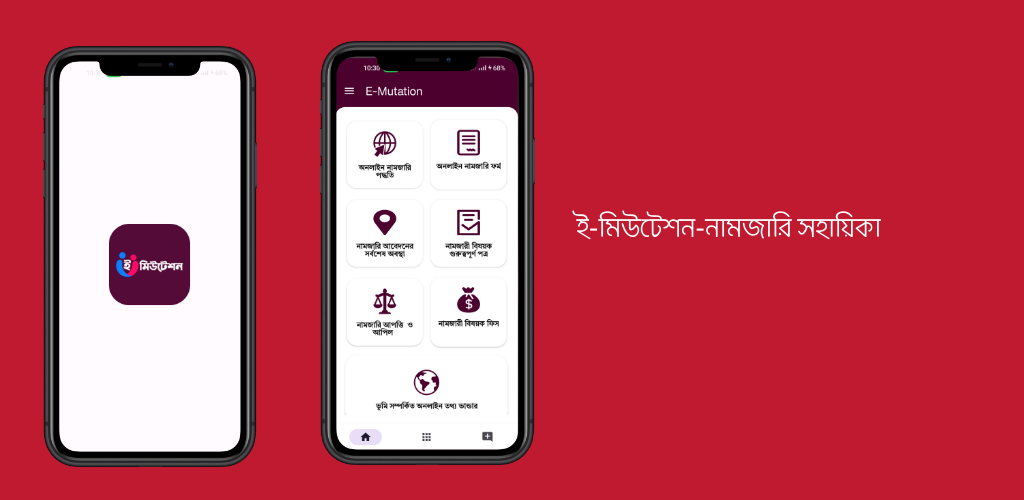 ই মিউটেশন
10:30
68%
E-Mutation
অনলাইন নামজারি
পদ্ধতি
অনলাইন নামজারি ফর্ম
নামজারি আবেদনের
সর্বশেষ অবস্থা
নামজারী বিষয়ক
গুরুত্বপূর্ণ পত্র
নামজারি আপত্তি ও
আপিল
নামজারী বিষয়ক ফিস
ভূমি সম্পর্কিত অনলাইন তথ্য ভান্ডার
ই-মিউটেশন-নামজারি সহায়িকা